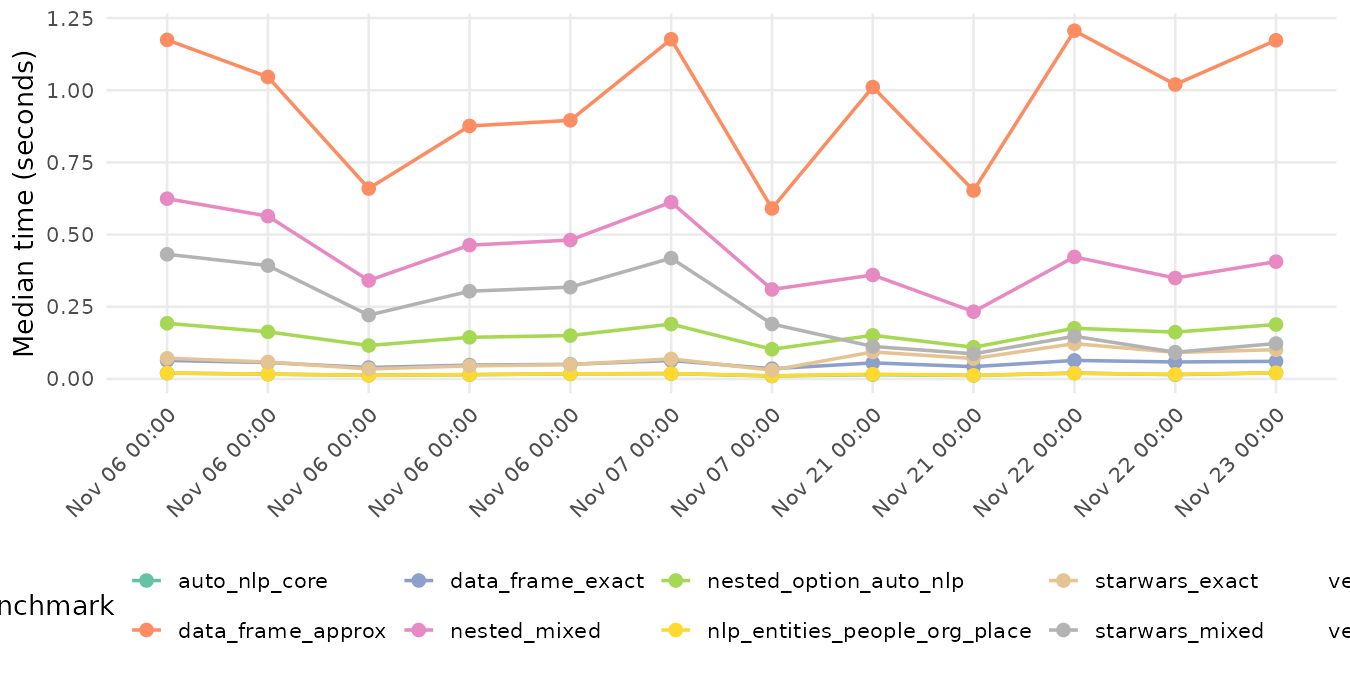 1.25
1.00
0.75
0.50
0.25
0.00
Median time (seconds)
Nov 06 00:00
Nov 06 00:00
Nov 06 00:00
Nov 06 00:00
Nov 06 00:00
Nov 07 00:00
Nov 07 00:00
Nov 21 00:00
Nov 21 00:00
Nov 22 00:00
Nov 22 00:00
Nov 23 00:00
nchmark
auto_nlp_core data_frame_exact nested_option_auto_nlp starwars_exact ve
data_frame_approx nested_mixed nlp_entities_people_org_place starwars_mixed ve